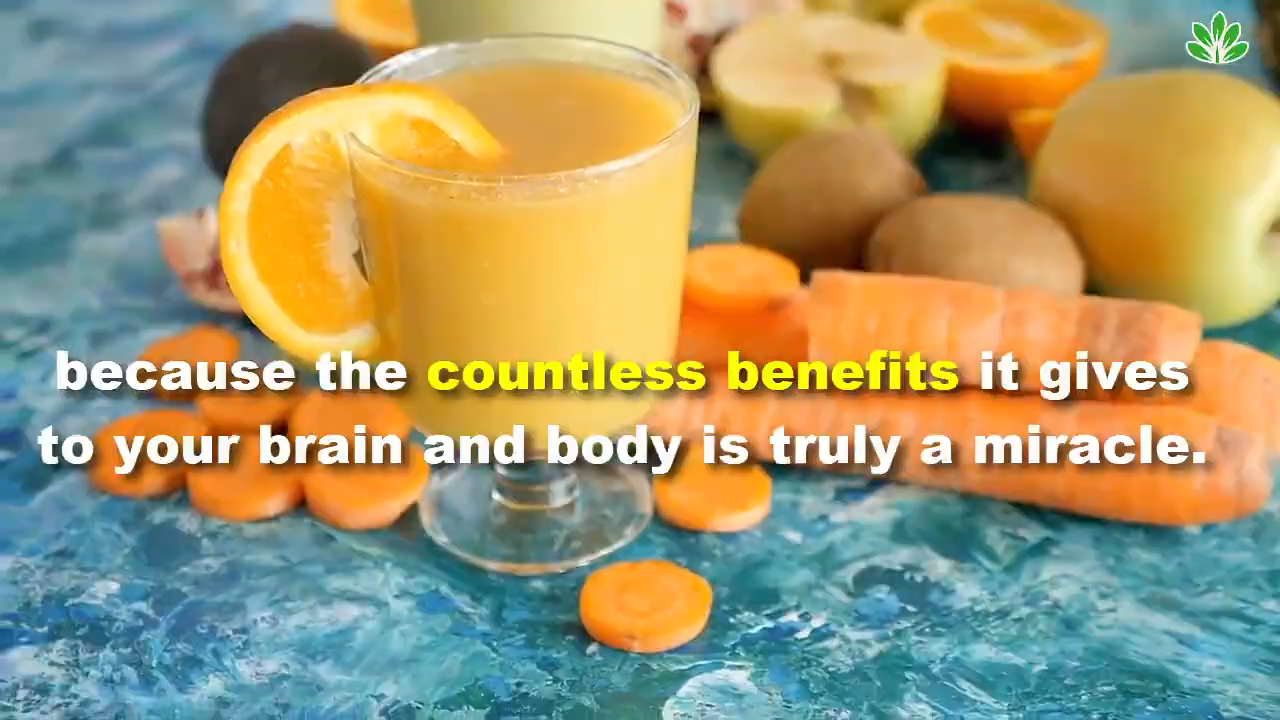 because the countless benefits it gives
to your brain and body is truly a miracle.